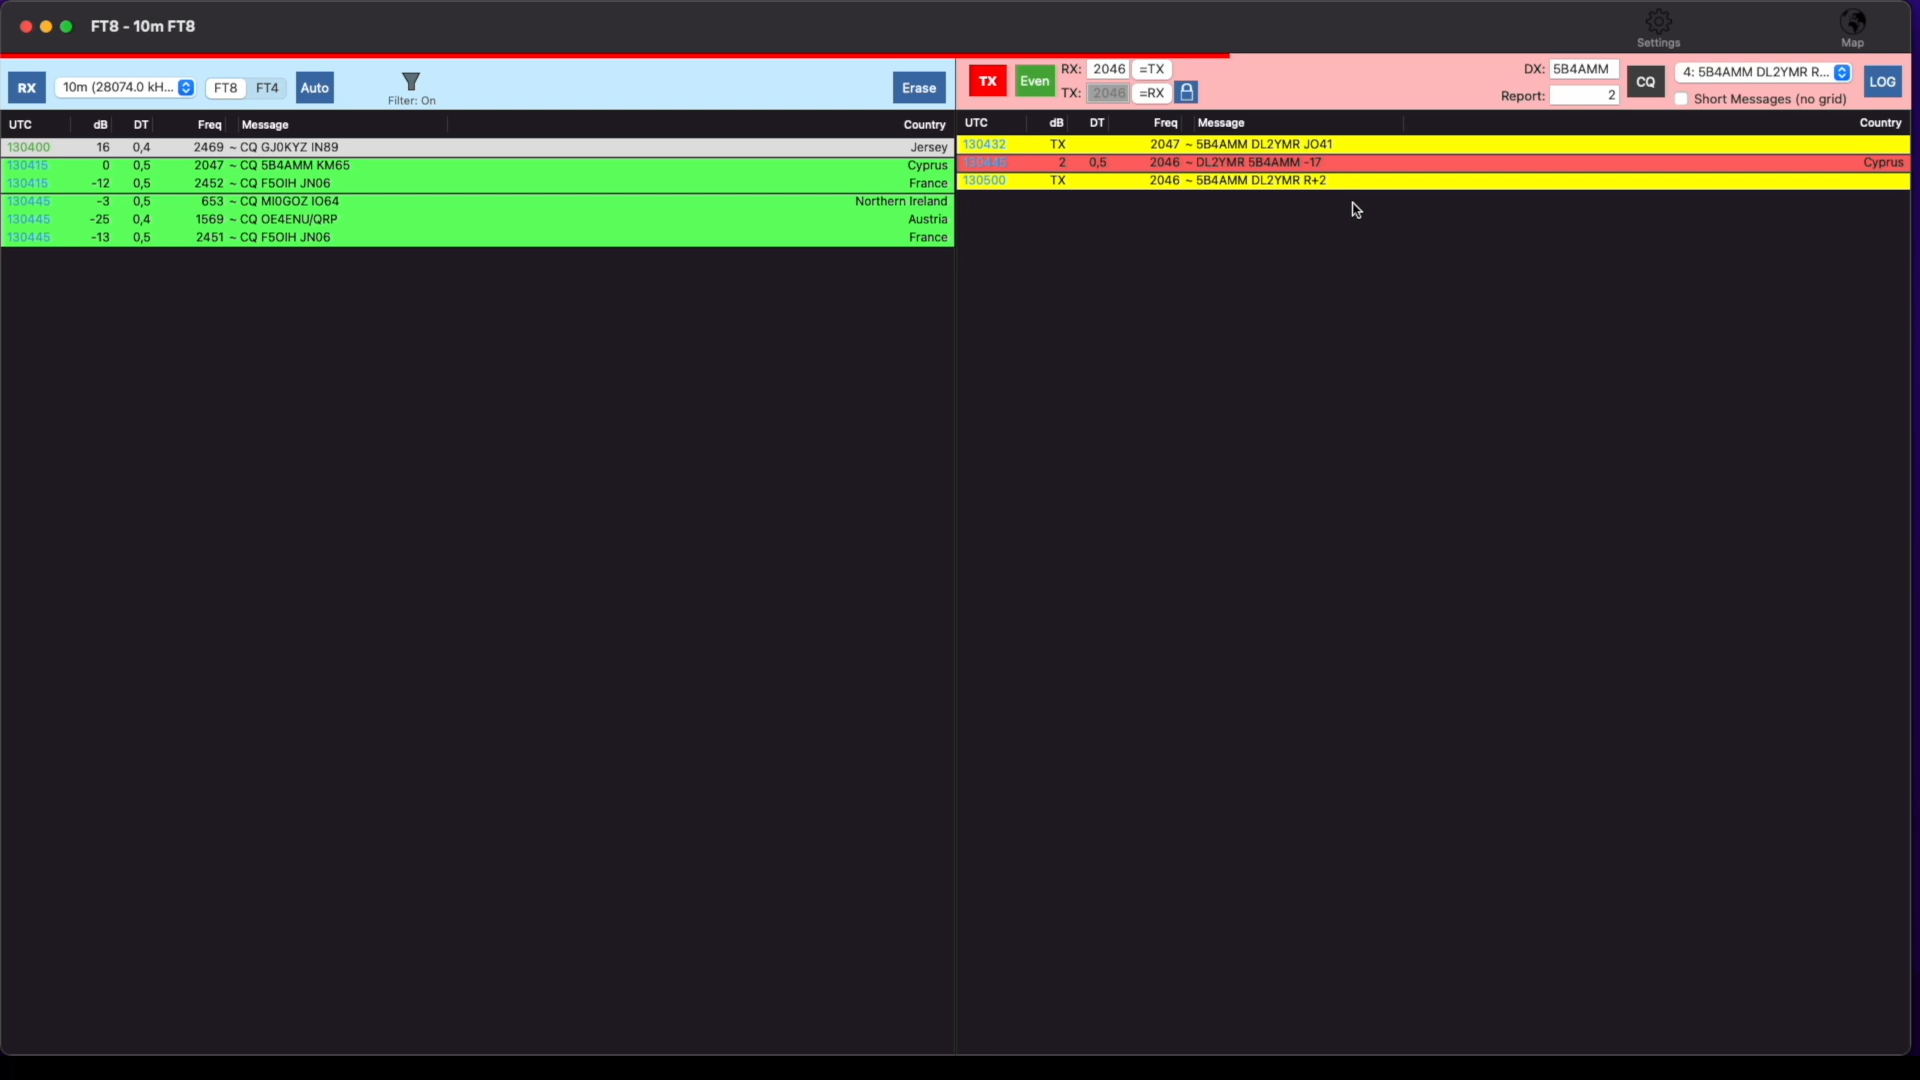 FT8 - 10m FT8
Settings
Map
RX
10m (28074.0 kH...
FT8
FT4
Auto
Filter: On
Erase
TX
Even
RX: 2046 =TX
TX: 2046 =RX
DX: 5B4AMM
Report: 2
CQ
4: 5B4AMM DL2YMR R...
Short Messages (no grid)
LOG
UTC dB DT Freq Message Country
130400 16 0,4 2469 ~ CQ GJ0KYZ IN89 Jersey
130415 0 0,5 2047 ~ CQ 5B4AMM KM65 Cyprus
130415 -12 0,5 2452 ~ CQ F5OIH JN06 France
130445 -3 0,5 653 ~ CQ MI0GOZ IO64 Northern Ireland
130445 -25 0,4 1569 ~ CQ OE4ENU/QRP Austria
130445 -13 0,5 2451 ~ CQ F5OIH JN06 France
UTC dB DT Freq Message Country
130432 TX 2047 ~ 5B4AMM DL2YMR JO41
130445 2 0,5 2046 ~ DL2YMR 5B4AMM -17 Cyprus
130500 TX 2046 ~ 5B4AMM DL2YMR R+2